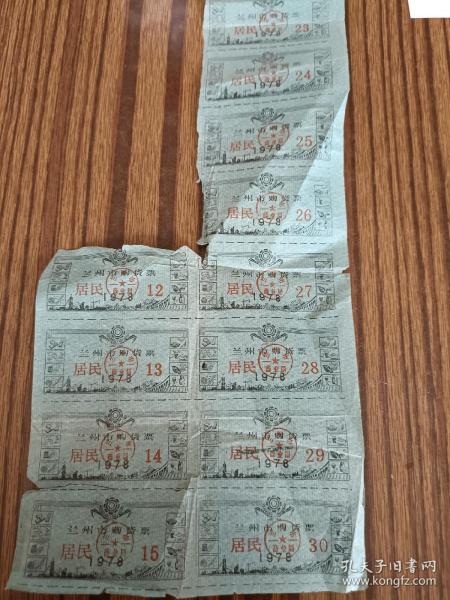 居民 23
1978
兰州市购货票
居民 24
1978
兰州市购货票
居民 25
1978
兰州市购货票
居民 26
1978
兰州市购货票
居民 12
1978
兰州市购货票
居民 27
1978
兰州市购货票
居民 13
1978
兰州市购货票
居民 28
1978
兰州市购货票
居民 14
1978
兰州市购货票
居民 29
1978
兰州市购货票
居民 15
1978
兰州市购货票
居民 30
1978
孔夫子旧书网
www.kongfz.com